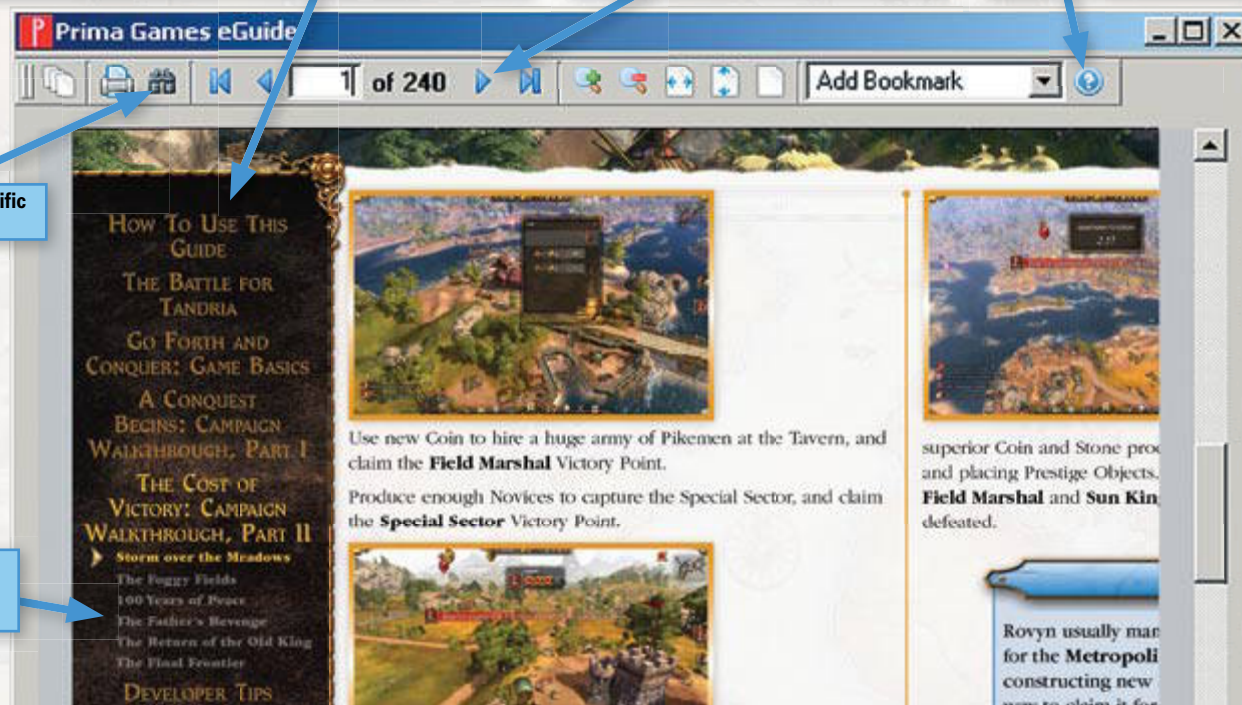 Prima Games eGuide
1 of 240
Add Bookmark
ific
HOW TO USE THIS
GUIDE
THE BATTLE FOR
TANDRIA
GO FORTH AND
CONQUER: GAME BASICS
A CONQUEST
BEGINS: CAMPAIGN
WALKTHROUGH, PART I
THE COST OF
VICTORY: CAMPAIGN
WALKTHROUGH, PART II
Storm over the Meadows
The Foggy Fields
100 Years of Peace
The Father's Revenge
The Return of the Old King
The Final Frontier
DEVELOPER TIPS
Use new Coin to hire a huge army of Pikemen at the Tavern, and
claim the Field Marshal Victory Point.
Produce enough Novices to capture the Special Sector, and claim
the Special Sector Victory Point.
superior Coin and Stone pro
and placing Prestige Objects.
Field Marshal and Sun Kin
defeated.
Rovyn usually mar
for the Metropoli
constructing new